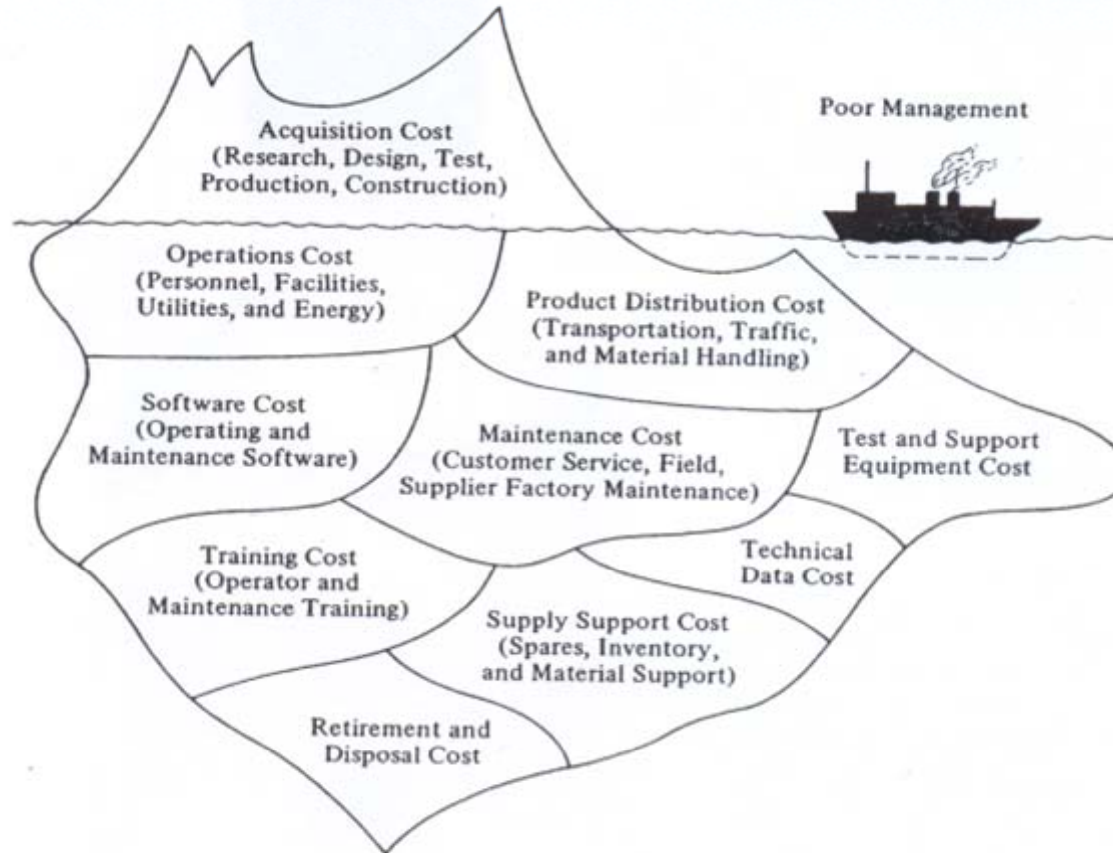 Poor Management
Acquisition Cost
(Research, Design, Test,
Production, Construction)
Operations Cost
(Personnel, Facilities,
Utilities, and Energy)
Product Distribution Cost
(Transportation, Traffic,
and Material Handling)
Software Cost
(Operating and
Maintenance Software)
Maintenance Cost
(Customer Service, Field,
Supplier Factory Maintenance)
Test and Support
Equipment Cost
Training Cost
(Operator and
Maintenance Training)
Technical
Data Cost
Supply Support Cost
(Spares, Inventory,
and Material Support)
Retirement and
Disposal Cost